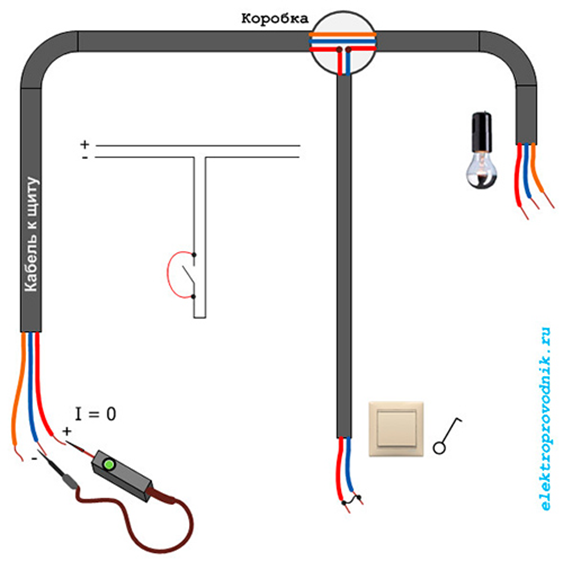 Коробка
+
-
Кабель к щиту
I = 0
+
-
elektroprovodnik.ru